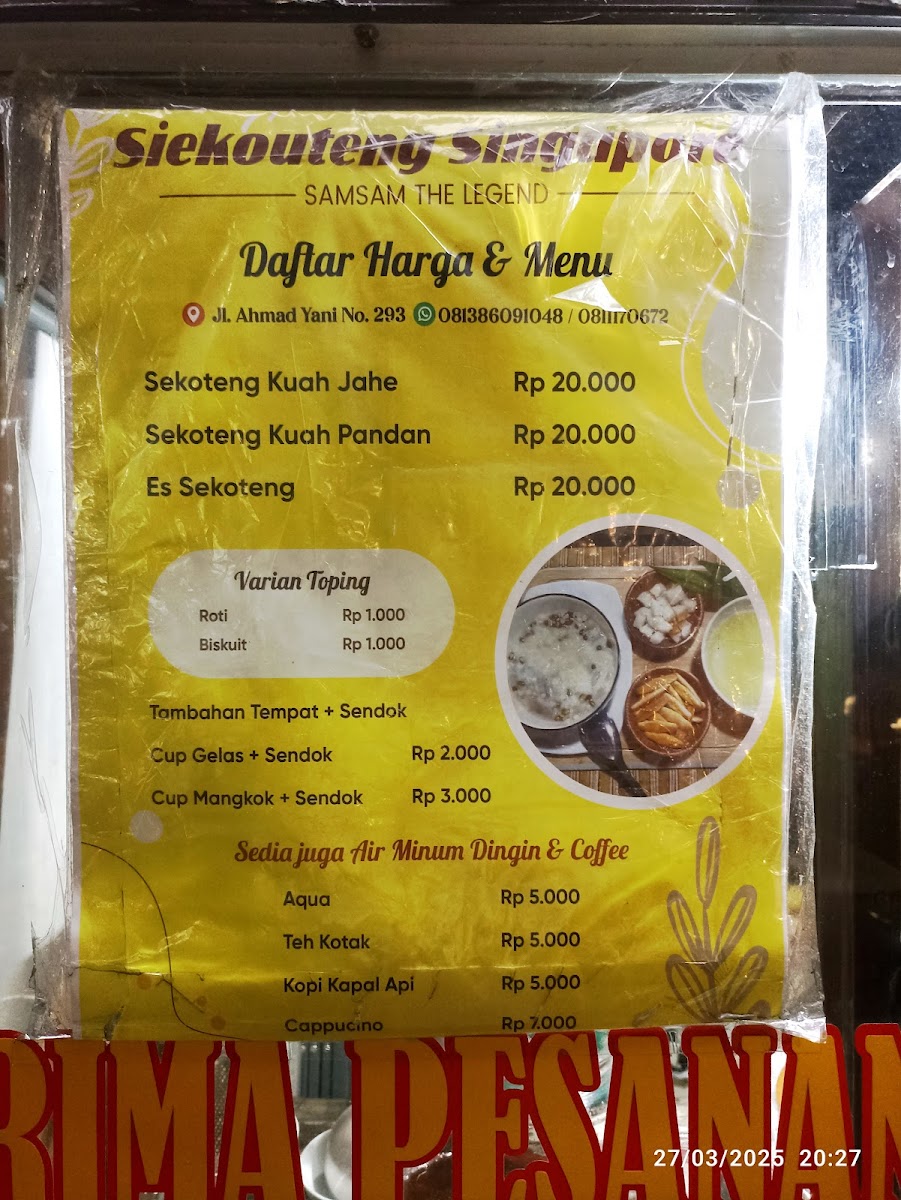 Siekouteng Singapore
SAMSAM THE LEGEND
Daftar Harga & Menu
Jl. Ahmad Yani No. 293 081386091048 / 0811170672
Sekoteng Kuah Jahe Rp 20.000
Sekoteng Kuah Pandan Rp 20.000
Es Sekoteng Rp 20.000
Varian Toping
Roti Rp 1.000
Biskuit Rp 1.000
Tambahan Tempat + Sendok
Cup Gelas + Sendok Rp 2.000
Cup Mangkok + Sendok Rp 3.000
Sedia juga Air Minum Dingin & Coffee
Aqua Rp 5.000
Teh Kotak Rp 5.000
Kopi Kapal Api Rp 5.000
Cappucino Rp 7.000
RIMA PESANAN
27/03/2025 20:27